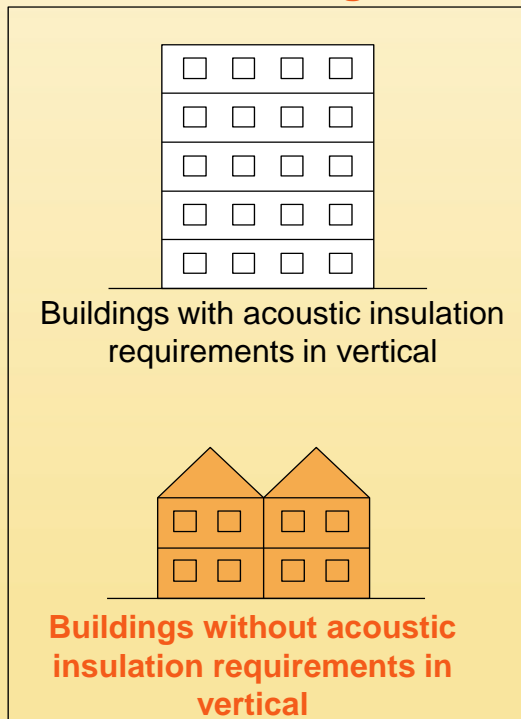 Buildings with acoustic insulation
requirements in vertical
Buildings without acoustic
insulation requirements in
vertical